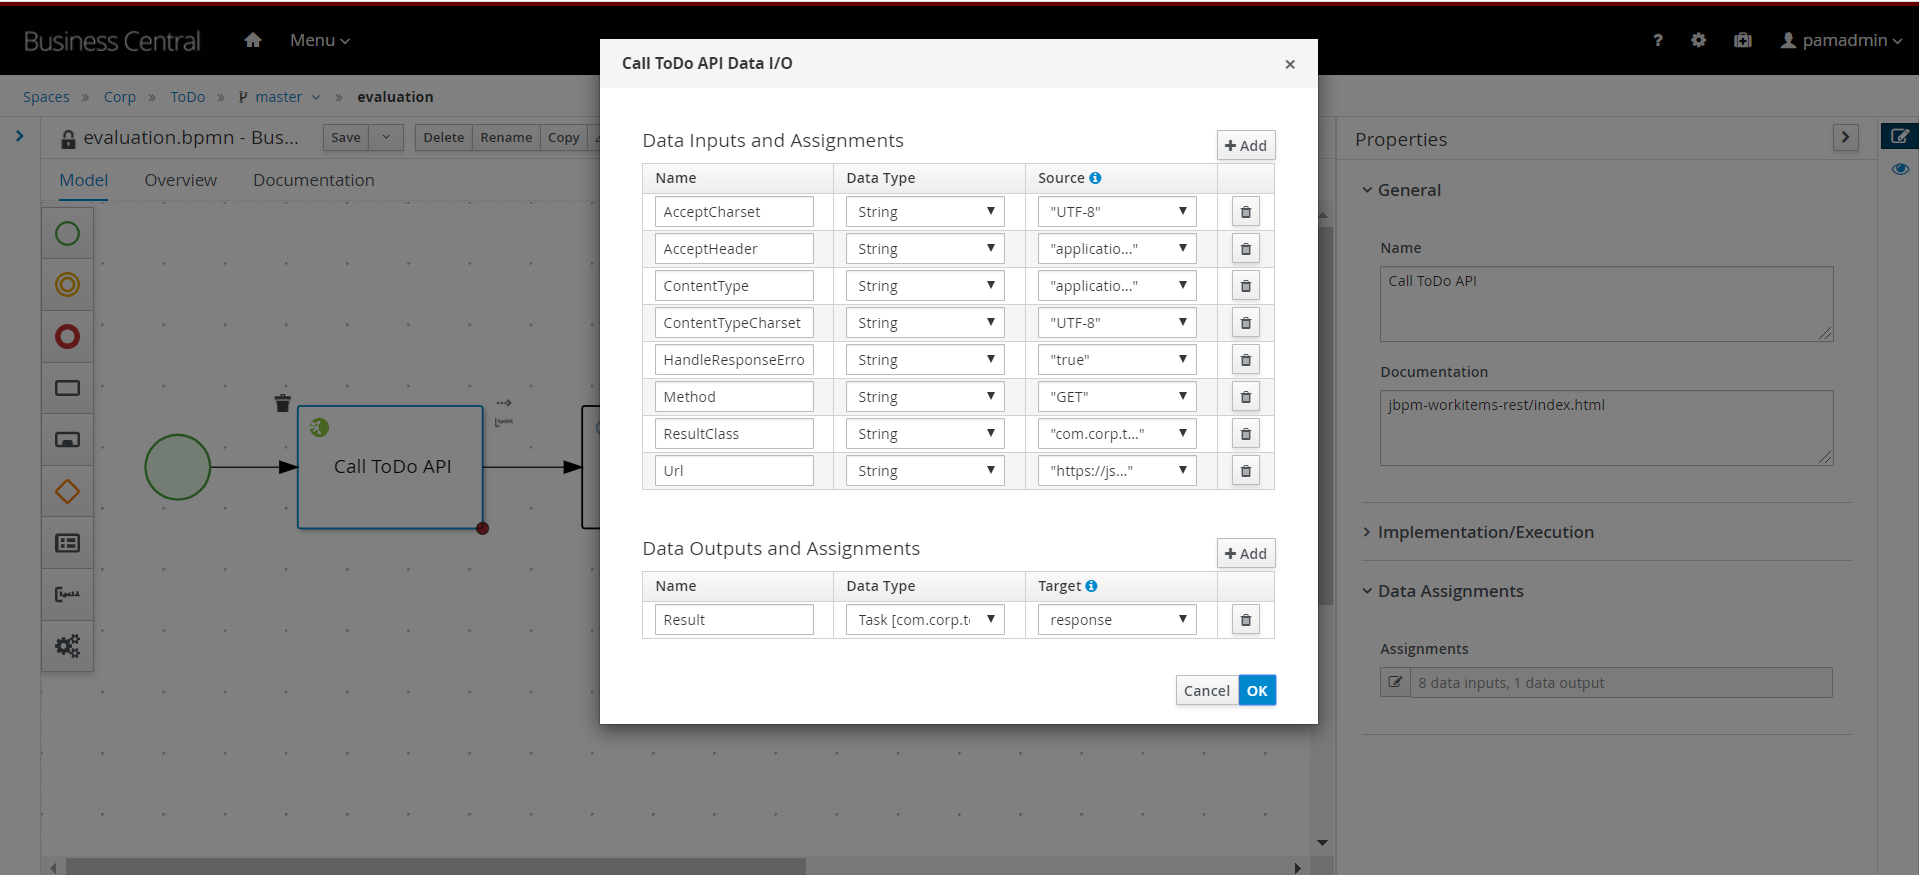 Business Central
Menu
? pamadmin
Spaces » Corp » ToDo » master » evaluation
evaluation.bpmn - Bus...
Save
Delete
Rename
Copy
Model
Overview
Documentation
Call ToDo API
Call ToDo API Data I/O
×
Data Inputs and Assignments
+ Add
Name Data Type Source
AcceptCharset String "UTF-8"
AcceptHeader String "applicatio..."
ContentType String "applicatio..."
ContentTypeCharset String "UTF-8"
HandleResponseErro String "true"
Method String "GET"
ResultClass String "com.corp.t..."
Url String "https://js..."
Data Outputs and Assignments
+ Add
Name Data Type Target
Result Task [com.corp.t response
Cancel OK
Properties
General
Name
Call ToDo API
Documentation
jbpm-workitems-rest/index.html
Implementation/Execution
Data Assignments
Assignments
8 data inputs, 1 data output